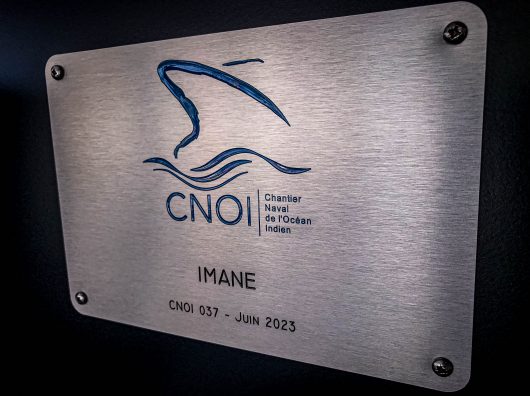 CNOI
Chantier
Naval
de l'Océan
Indien
IMANE
CNOI 037 - Juin 2023